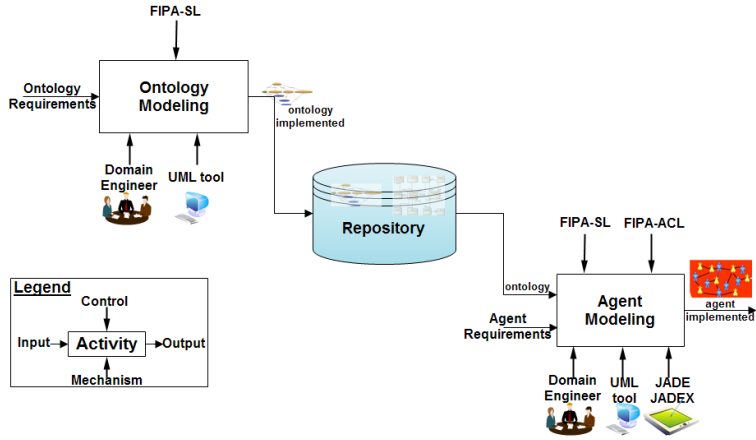 FIPA-SL
Ontology
Requirements
Ontology
Modeling
ontology
implemented
Domain
Engineer
UML tool
Repository
FIPA-SL
FIPA-ACL
ontology
Agent
Requirements
Agent
Modeling
agent
implemented
Domain
Engineer
UML
tool
JADE
JADEX
Legend
Control
Input
Activity
Output
Mechanism